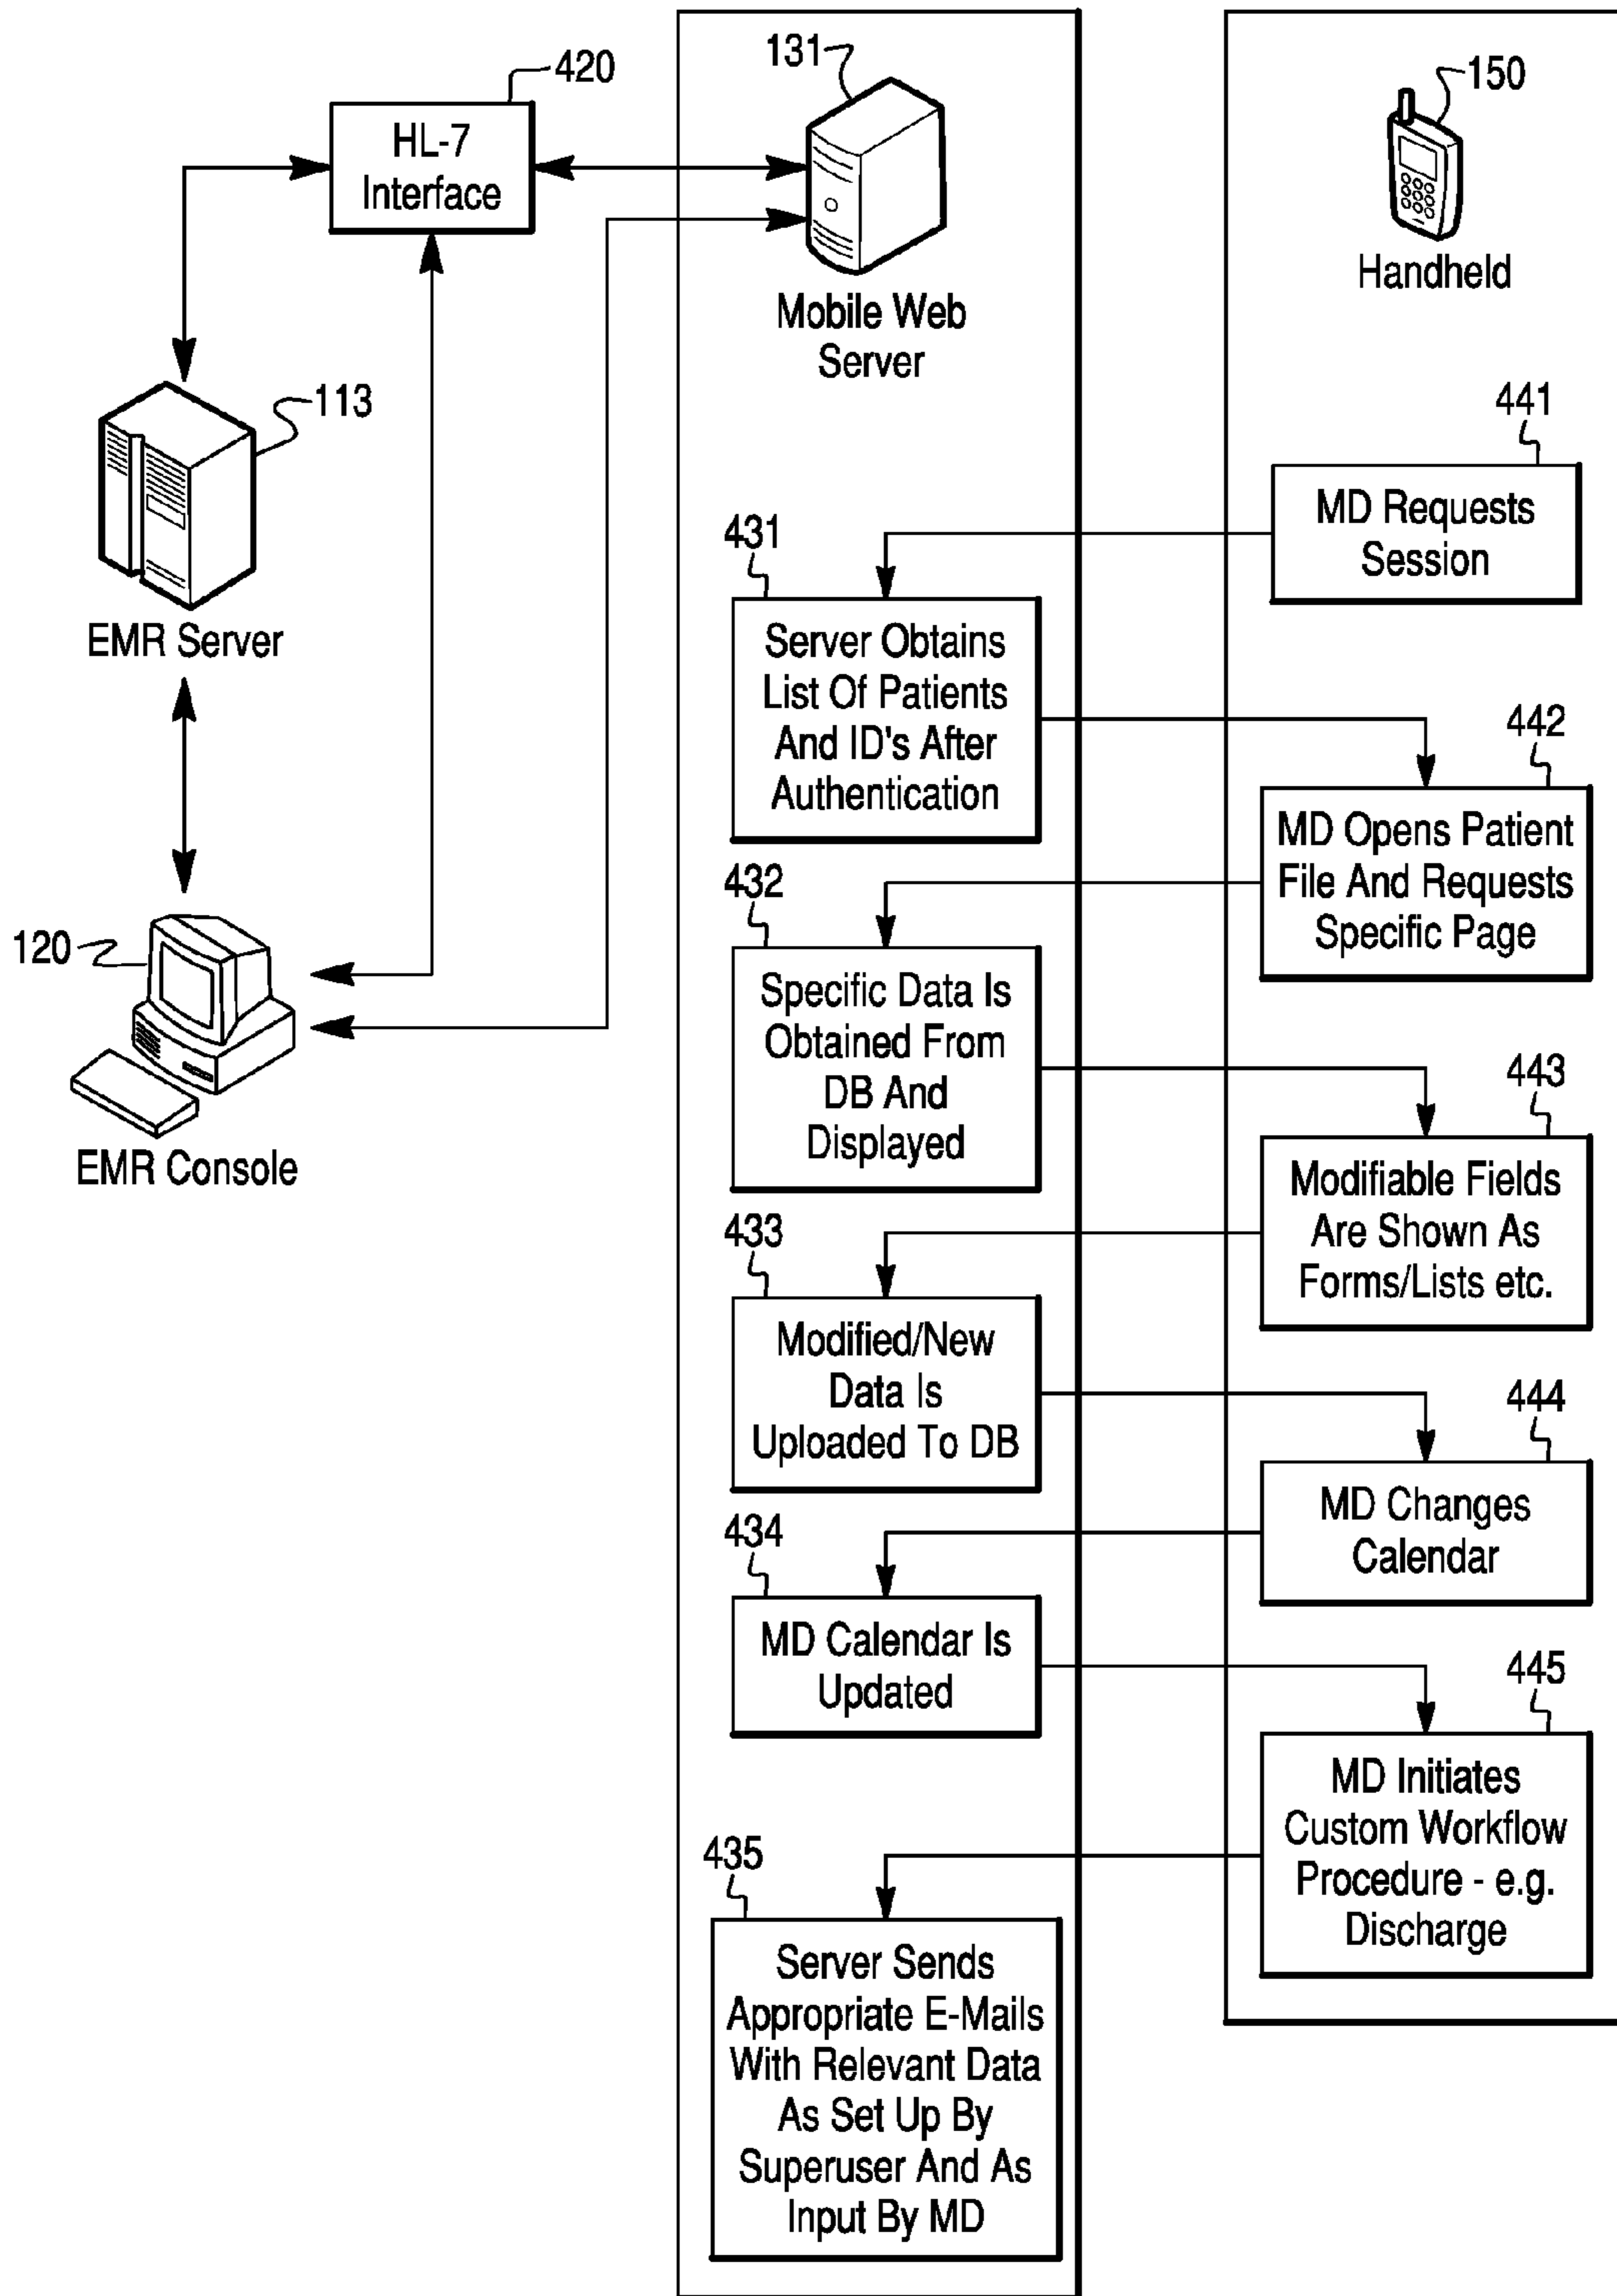 420
HL-7
Interface
113
EMR Server
120
EMR Console
131
Mobile Web
Server
150
Handheld
441
MD Requests
Session
431
Server Obtains
List Of Patients
And ID's After
Authentication
442
MD Opens Patient
File And Requests
Specific Page
432
Specific Data Is
Obtained From
DB And
Displayed
443
Modifiable Fields
Are Shown As
Forms/Lists etc.
433
Modified/New
Data Is
Uploaded To DB
444
MD Changes
Calendar
434
MD Calendar Is
Updated
445
MD Initiates
Custom Workflow
Procedure - e.g.
Discharge
435
Server Sends
Appropriate E-Mails
With Relevant Data
As Set Up By
Superuser And As
Input By MD